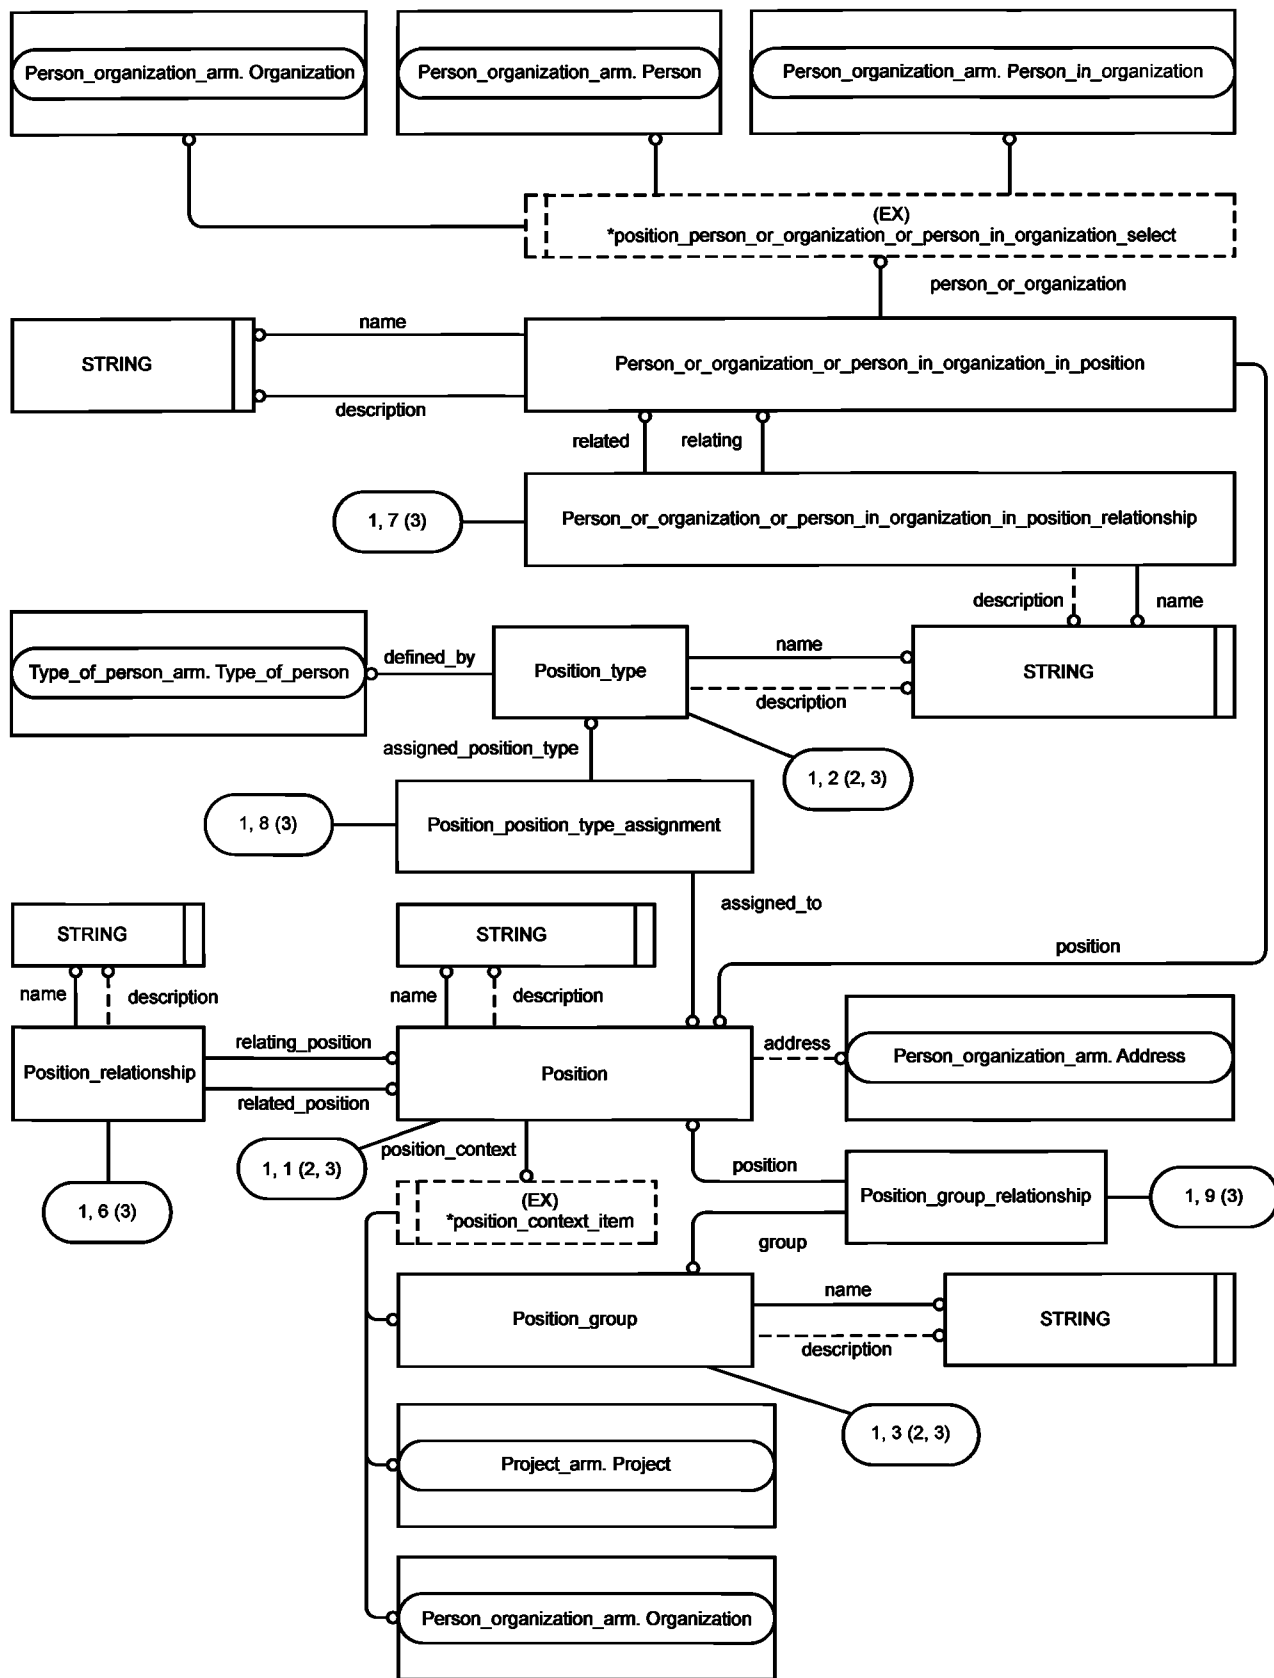 Person_organization_arm. Organization
Person_organization_arm. Person
Person_organization_arm. Person_in_organization
(EX)
*position_person_or_organization_or_person_in_organization_select
person_or_organization
name
STRING
Person_or_organization_or_person_in_organization_in_position
description
related
relating
1, 7 (3)
Person_or_organization_or_person_in_organization_in_position_relationship
description
name
Type_of_person_arm. Type_of_person
defined_by
Position_type
name
description
STRING
assigned_position_type
1, 2 (2, 3)
1, 8 (3)
Position_position_type_assignment
assigned_to
STRING
STRING
position
name
description
name
description
Position_relationship
relating_position
related_position
Position
address
Person_organization_arm. Address
1, 1 (2, 3)
position_context
position
Position_group_relationship
1, 9 (3)
1, 6 (3)
(EX)
*position_context_item
group
Position_group
name
description
STRING
1, 3 (2, 3)
Project_arm. Project
Person_organization_arm. Organization